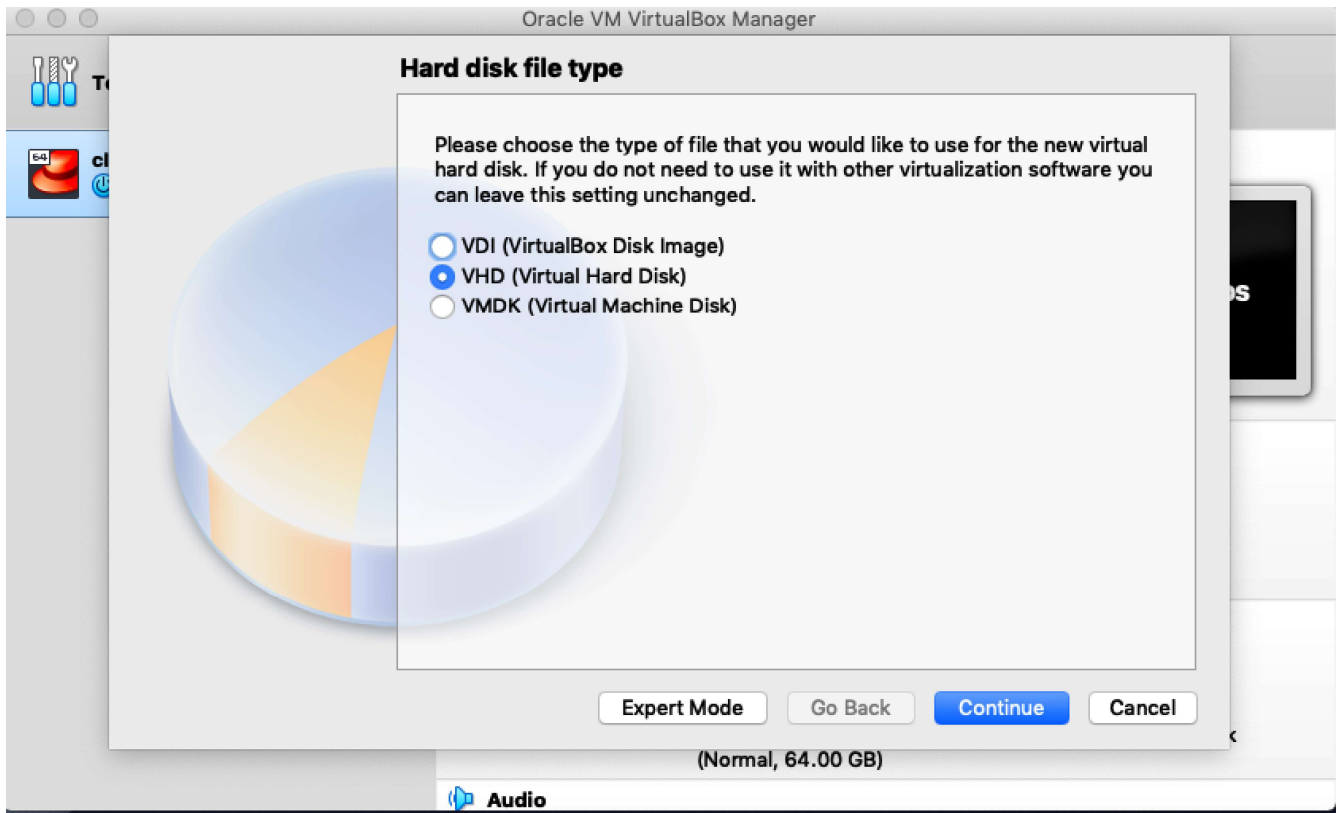 Oracle VM VirtualBox Manager
Hard disk file type
Please choose the type of file that you would like to use for the new virtual
hard disk. If you do not need to use it with other virtualization software you
can leave this setting unchanged.
64
VDI (VirtualBox Disk Image)
VHD (Virtual Hard Disk)
VMDK (Virtual Machine Disk)
Expert Mode
Go Back
Continue
Cancel
(Normal, 64.00 GB)
Audio